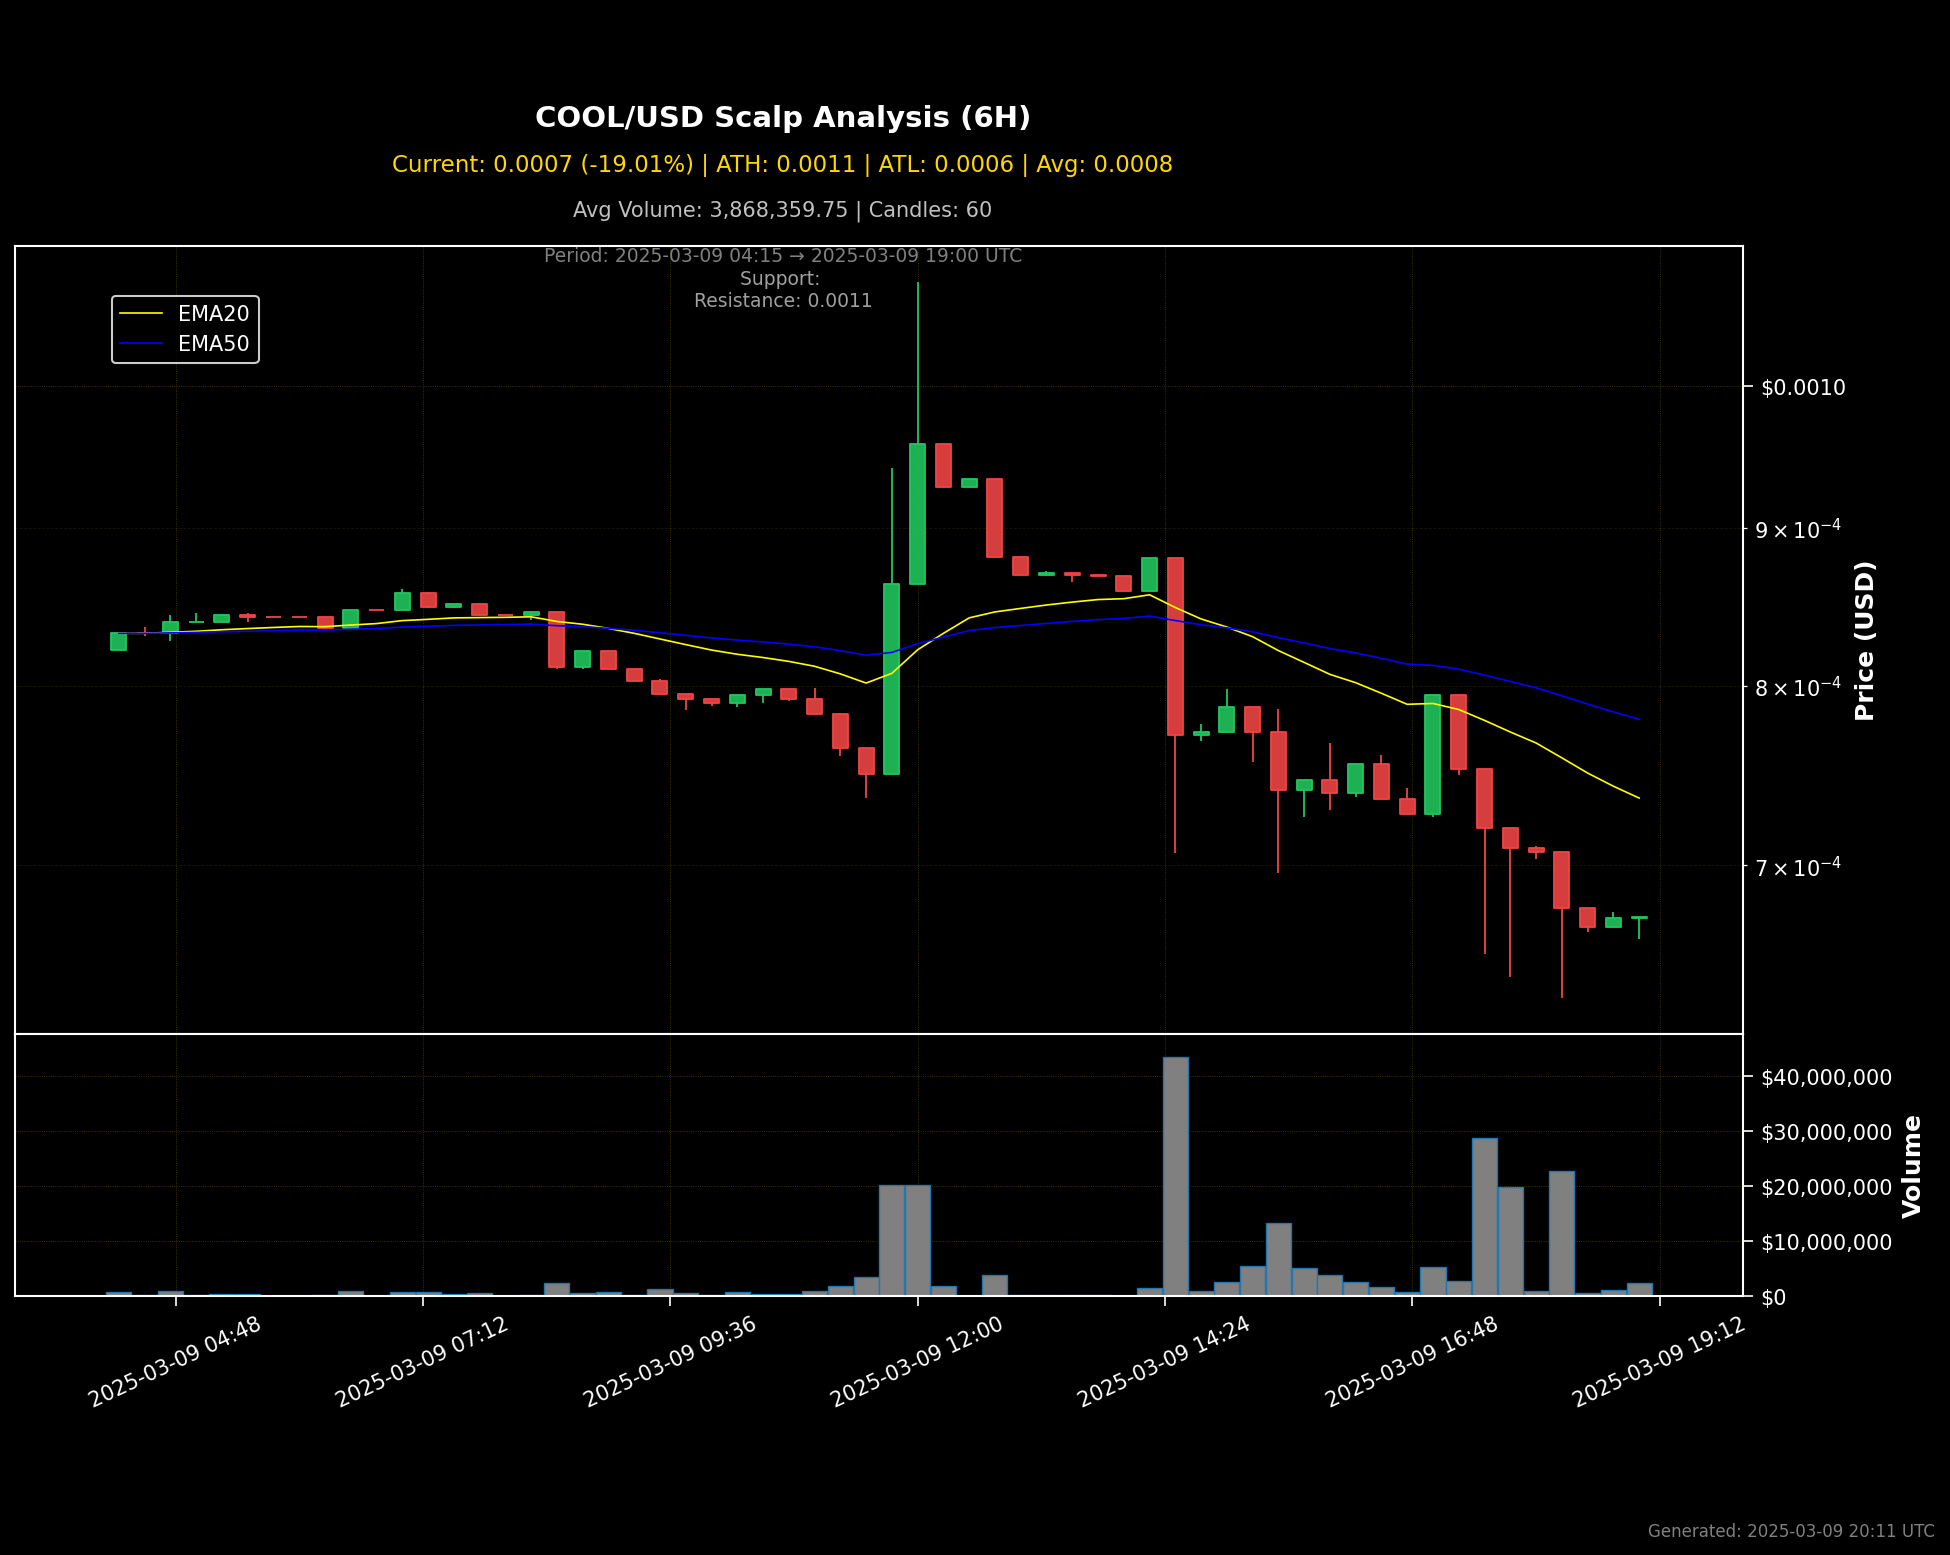 COOL/USD Scalp Analysis (6H)
Current: 0.0007 (-19.01%) | ATH: 0.0011 | ATL: 0.0006 | Avg: 0.0008
Avg Volume: 3,868,359.75 | Candles: 60
Period: 2025-03-09 04:15 → 2025-03-09 19:00 UTC
Support:
Resistance: 0.0011
EMA20
EMA50
$0.0010
9 × 10⁻⁴
8 × 10⁻⁴
7 × 10⁻⁴
Price (USD)
$40,000,000
$30,000,000
$20,000,000
$10,000,000
$0
Volume
2025-03-09 04:48
2025-03-09 07:12
2025-03-09 09:36
2025-03-09 12:00
2025-03-09 14:24
2025-03-09 16:48
2025-03-09 19:12
Generated: 2025-03-09 20:11 UTC